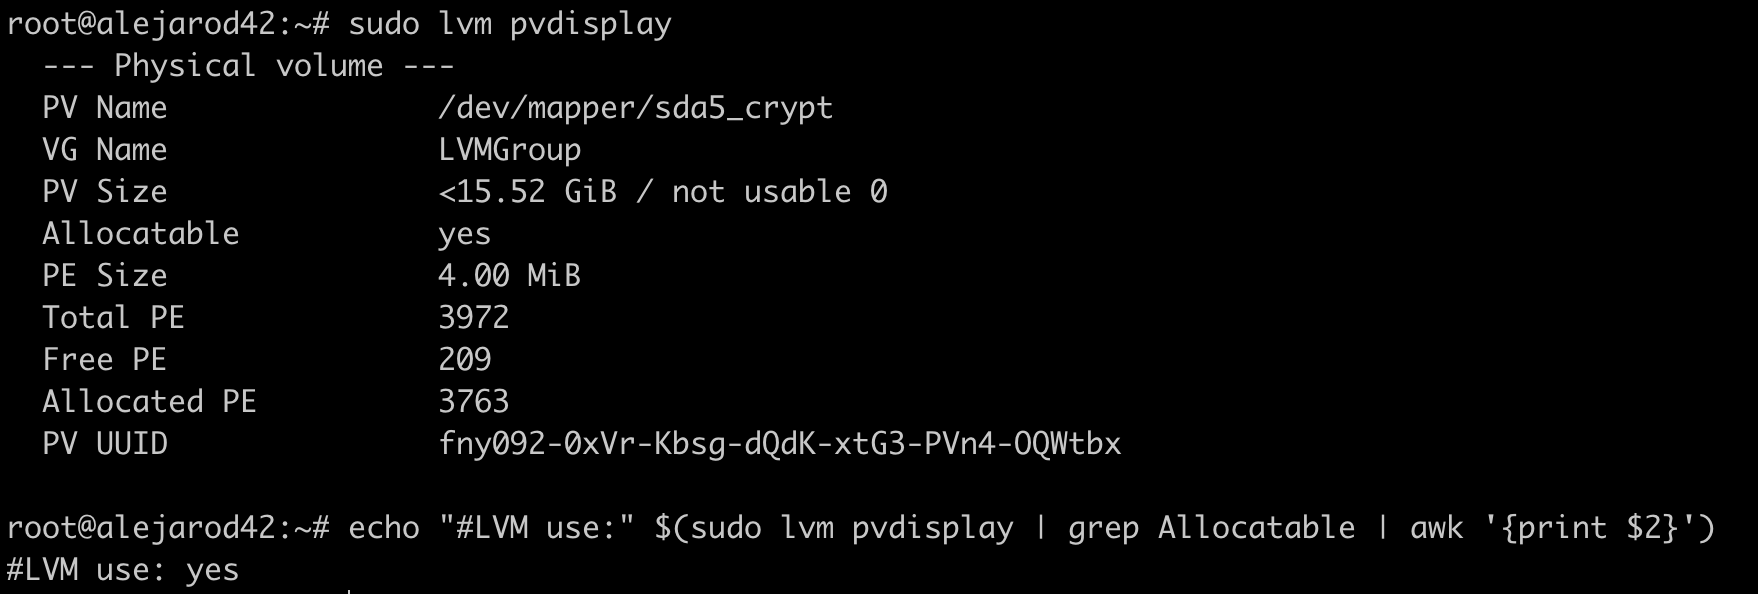 root@alejarod42:~# sudo lvm pvdisplay
--- Physical volume ---
PV Name /dev/mapper/sda5_crypt
VG Name LVMGroup
PV Size <15.52 GiB / not usable 0
Allocatable yes
PE Size 4.00 MiB
Total PE 3972
Free PE 209
Allocated PE 3763
PV UUID fny092-0xVr-Kbsg-dQdK-xtG3-PVn4-OQWtbx
root@alejarod42:~# echo "#LVM use:" $(sudo lvm pvdisplay | grep Allocatable | awk '{print $2}')
#LVM use: yes